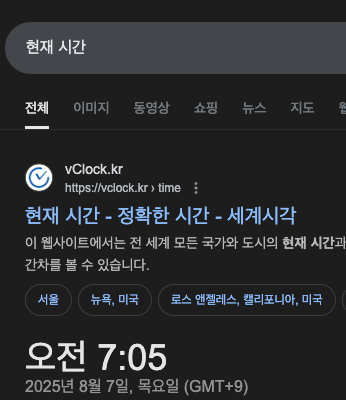 현재 시간
전체 이미지 동영상 쇼핑 뉴스 지도
vClock.kr
https://vclock.kr › time
현재 시간 - 정확한 시간 - 세계시각
이 웹사이트에서는 전 세계 모든 국가와 도시의 현재 시간과
간차를 볼 수 있습니다.
서울 뉴욕, 미국 로스 앤젤레스, 캘리포니아, 미국
오전 7:05
2025년 8월 7일, 목요일 (GMT+9)